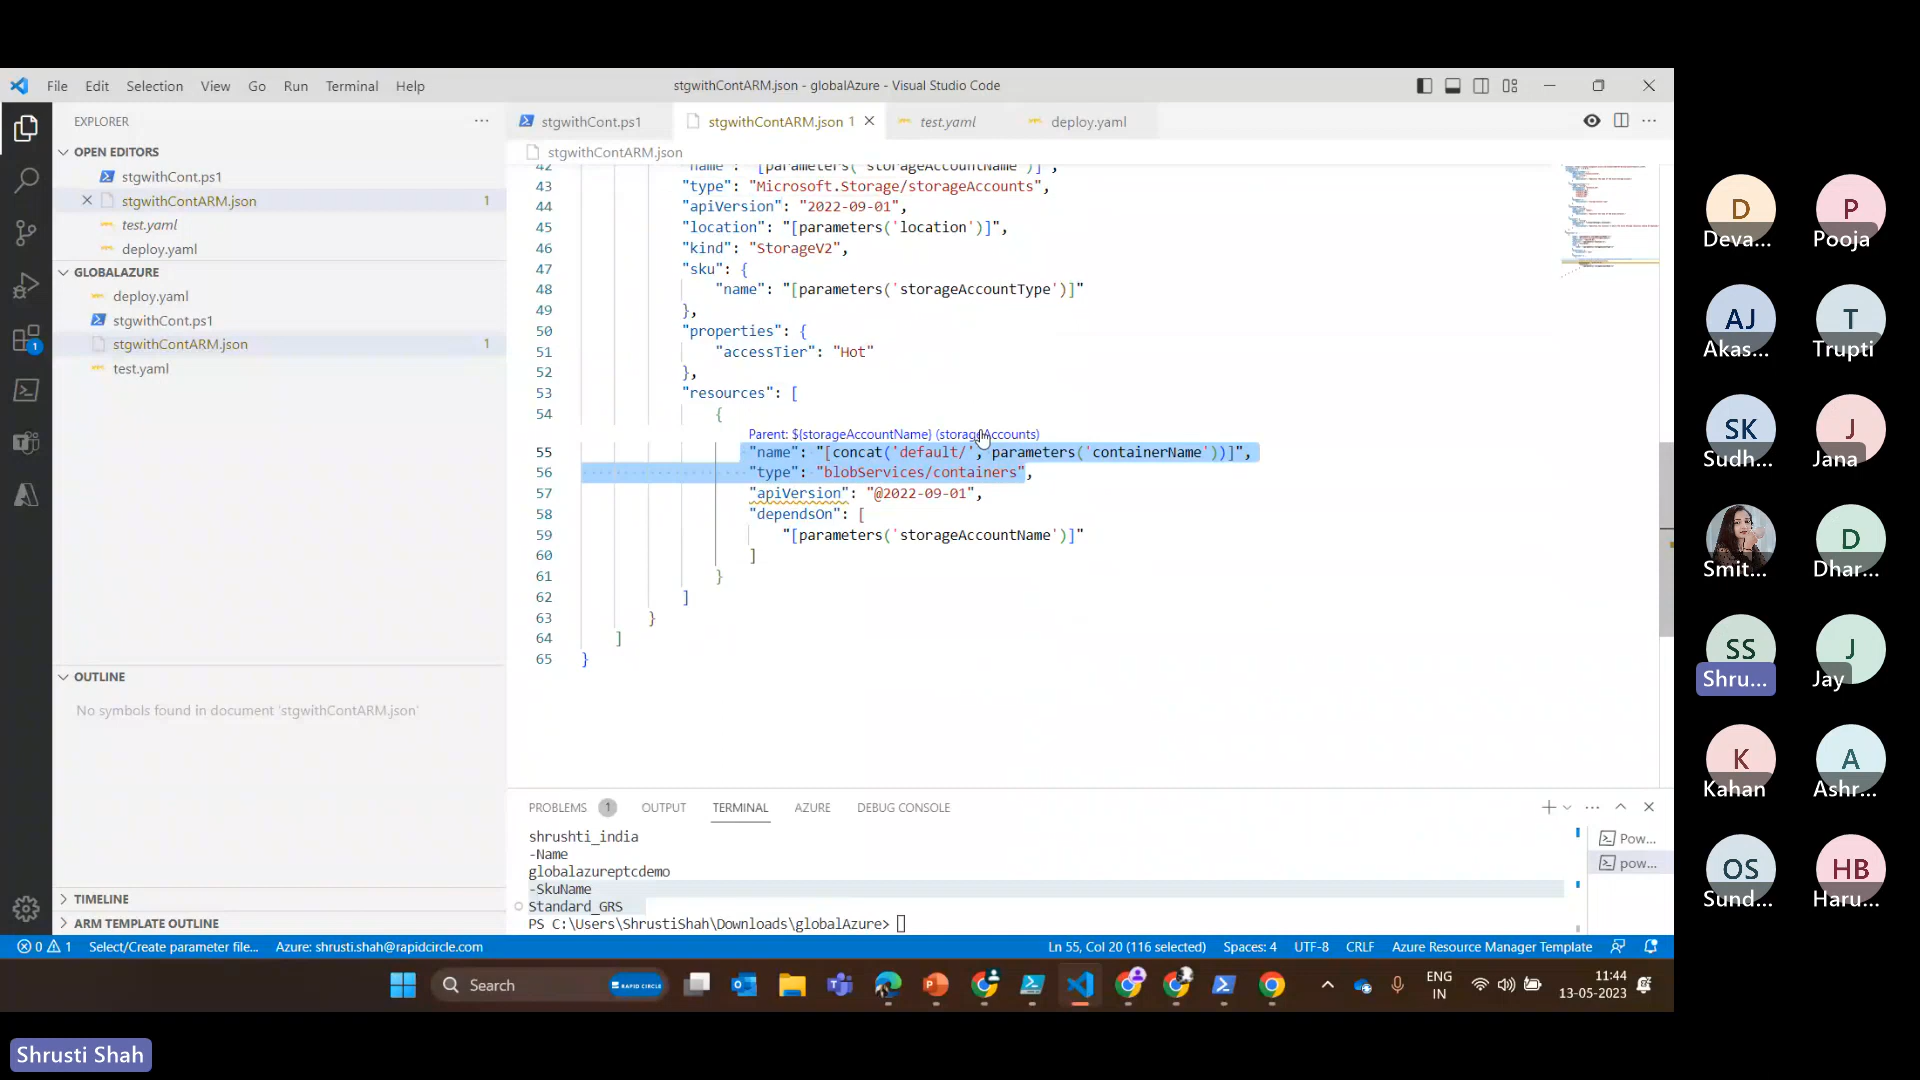 File Edit Selection View Go Run Terminal Help
stgwithContARM.json - globalAzure - Visual Studio Code
EXPLORER
OPEN EDITORS
stgwithCont.ps1
stgwithContARM.json 1
test.yaml
deploy.yaml
GLOBALAZURE
deploy.yaml
stgwithCont.ps1
stgwithContARM.json 1
test.yaml
OUTLINE
No symbols found in document 'stgwithContARM.json'
TIMELINE
ARM TEMPLATE OUTLINE
1
stgwithCont.ps1
stgwithContARM.json 1
test.yaml
deploy.yaml
stgwithContARM.json
42 "name": "[parameters('storageAccountName')]",
43 "type": "Microsoft.Storage/storageAccounts",
44 "apiVersion": "2022-09-01",
45 "location": "[parameters('location')]",
46 "kind": "StorageV2",
47 "sku": {
48 "name": "[parameters('storageAccountType')]"
49 },
50 "properties": {
51 "accessTier": "Hot"
52 },
53 "resources": [
54 {
Parent: ${storageAccountName} (storageAccounts)
55 "name": "[concat('default/', parameters('containerName'))]",
56 "type": "blobServices/containers",
57 "apiVersion": "@2022-09-01",
58 "dependsOn": [
59 "[parameters('storageAccountName')]"
60 ]
61 }
62 ]
63 }
64 ]
65 }
PROBLEMS 1 OUTPUT TERMINAL AZURE DEBUG CONSOLE
shrushti_india
-Name
globalazureptcdemo
-SkuName
Standard_GRS
PS C:\Users\ShrustiShah\Downloads\globalAzure>
Pow...
pow...
0 1 Select/Create parameter file... Azure: shrusti.shah@rapidcircle.com
Ln 55, Col 20 (116 selected) Spaces: 4 UTF-8 CRLF Azure Resource Manager Template
Search
RAPID CIRCLE
ENG
IN
11:44
13-05-2023
D
Deva...
P
Pooja
AJ
Akas...
T
Trupti
SK
Sudh...
J
Jana
Smit...
D
Dhar...
SS
Shru...
J
Jay
K
Kahan
A
Ashr...
OS
Sund...
HB
Haru...
Shrusti Shah